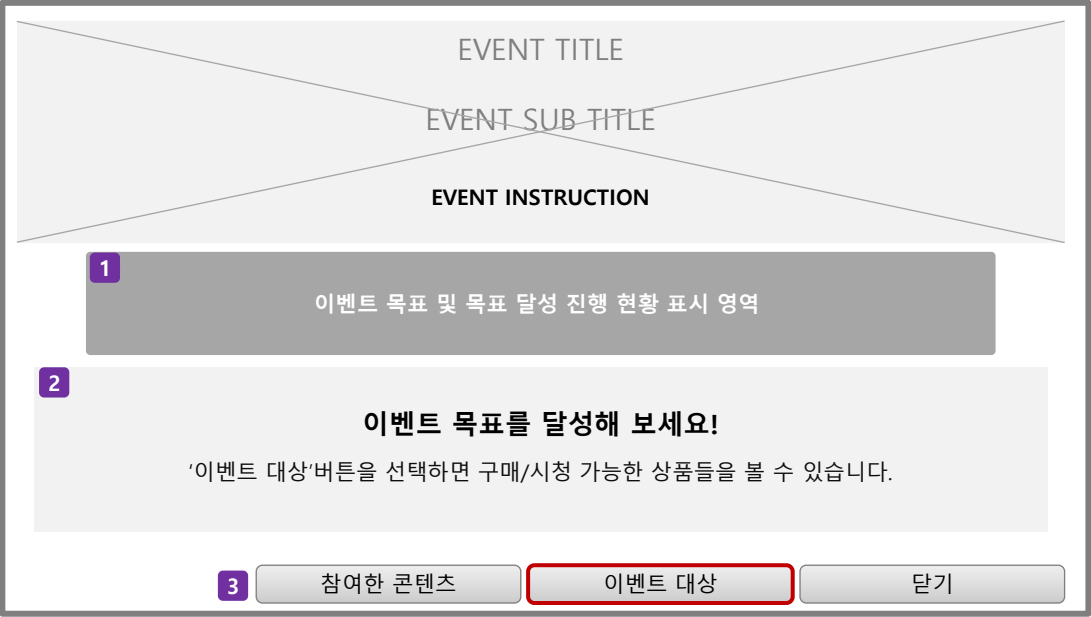 EVENT TITLE
EVENT SUB TITLE
EVENT INSTRUCTION
1
이벤트 목표 및 목표 달성 진행 현황 표시 영역
2
이벤트 목표를 달성해 보세요!
‘이벤트 대상’버튼을 선택하면 구매/시청 가능한 상품들을 볼 수 있습니다.
3 참여한 콘텐츠 이벤트 대상 닫기